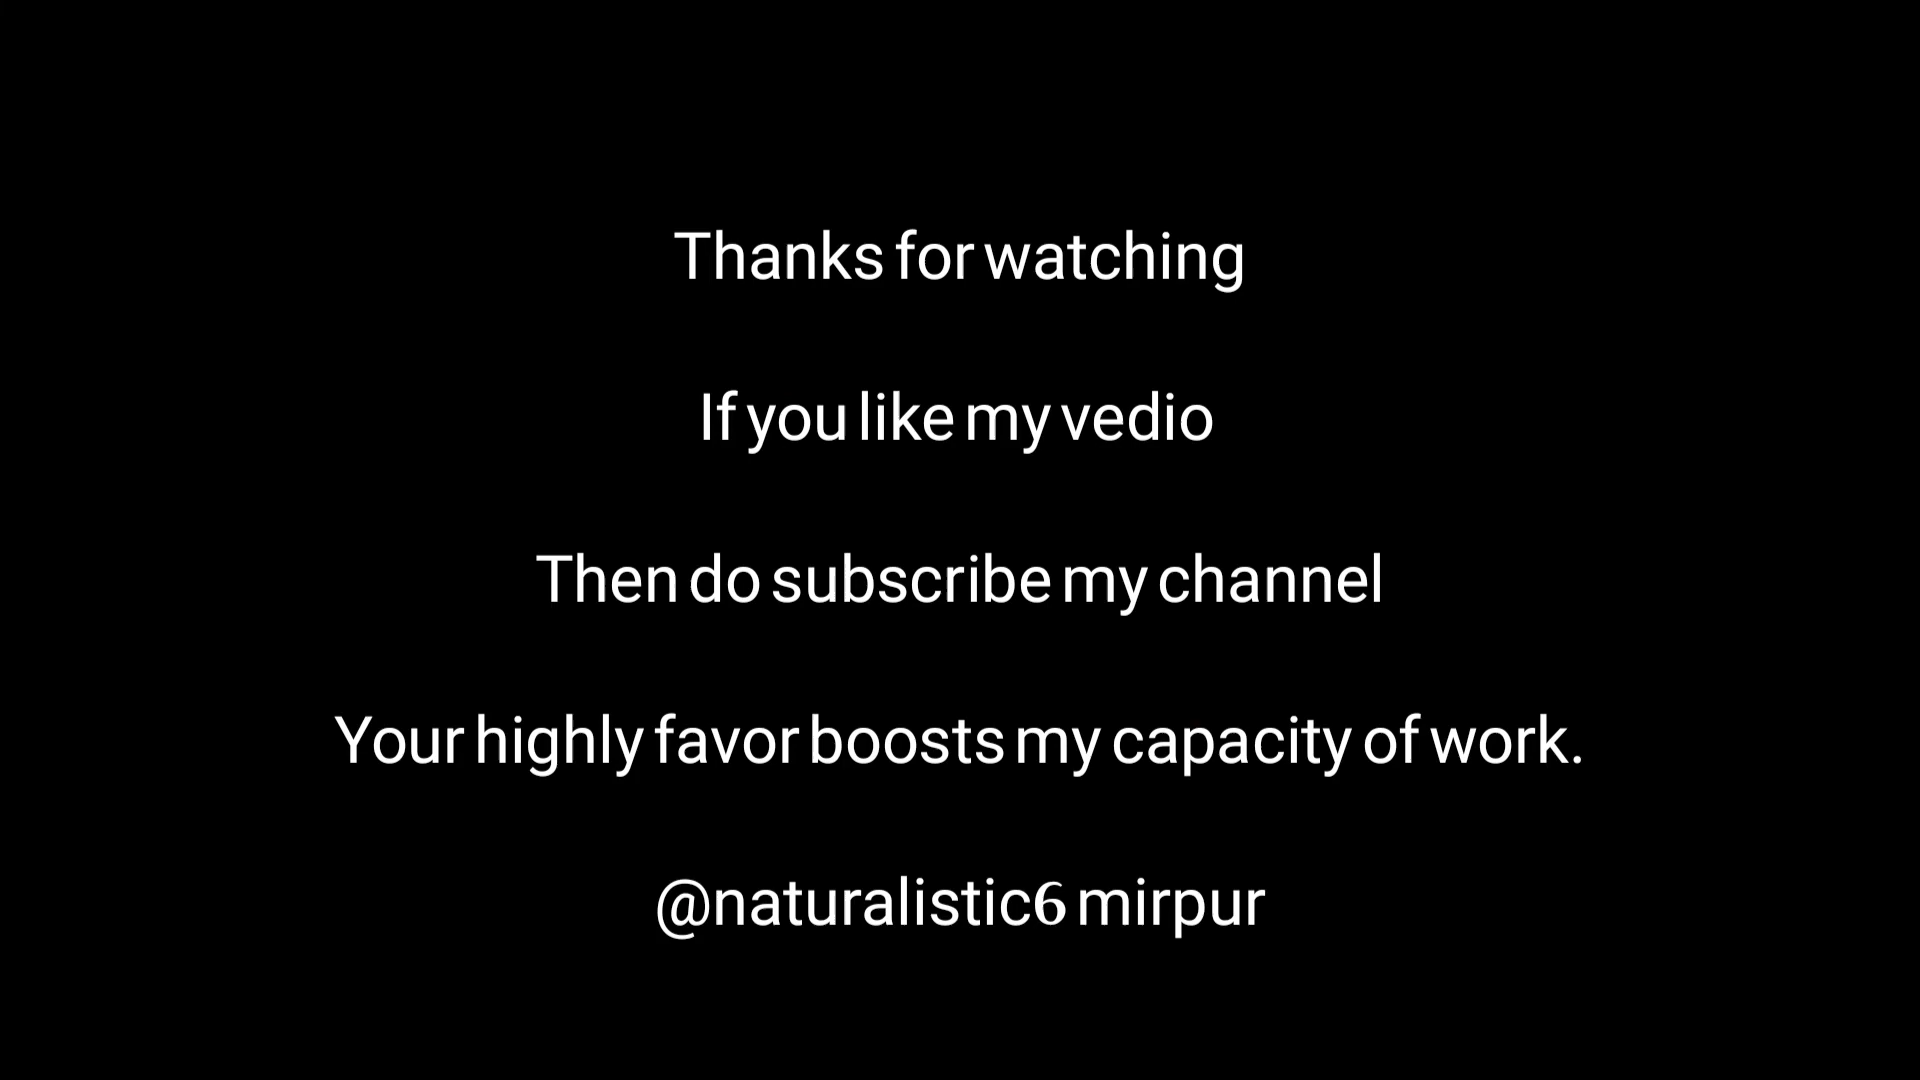 Thanks for watching
If you like my vedio
Then do subscribe my channel
Your highly favor boosts my capacity of work.
@naturalistic6 mirpur